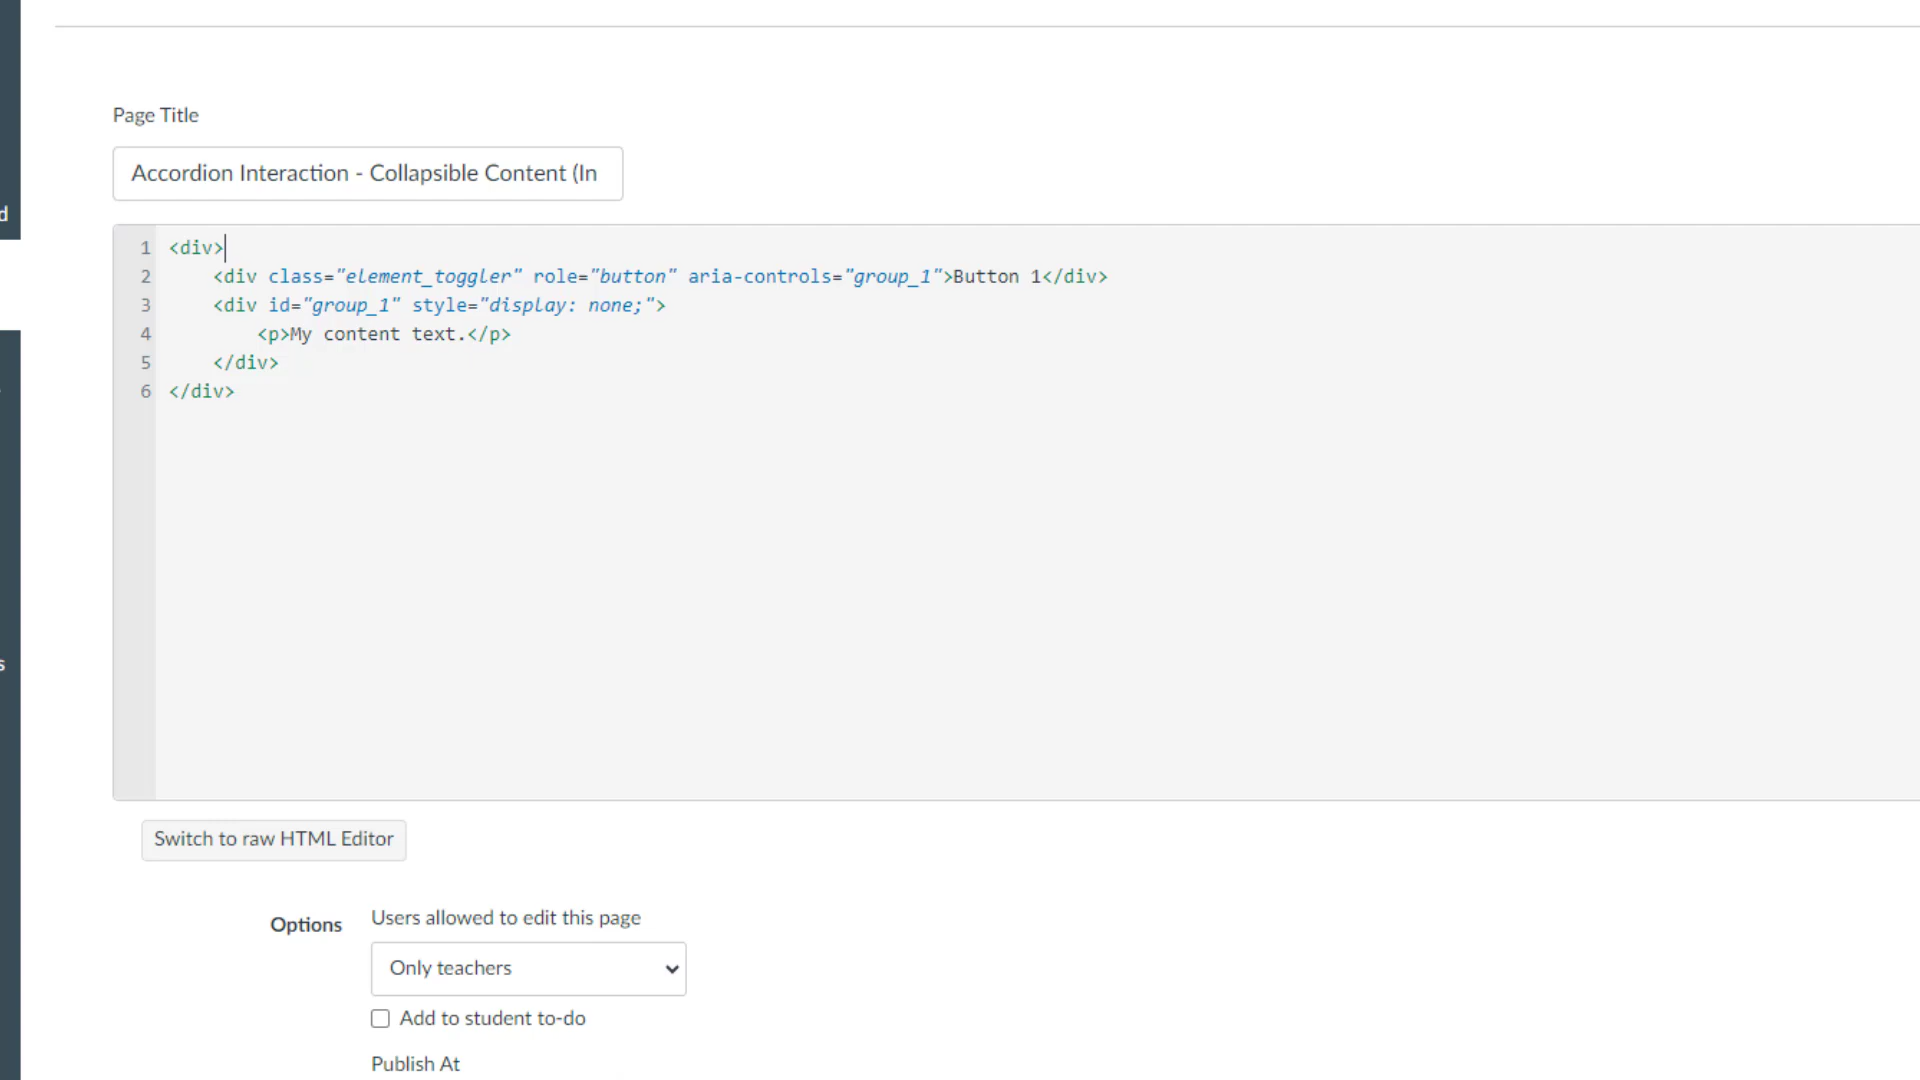 Page Title
Accordion Interaction - Collapsible Content (In
d
1 <div>
2 <div class="element_toggler" role="button" aria-controls="group_1">Button 1</div>
3 <div id="group_1" style="display: none;">
4 <p>My content text.</p>
5 </div>
6 </div>
s
Switch to raw HTML Editor
Options
Users allowed to edit this page
Only teachers
Add to student to-do
Publish At